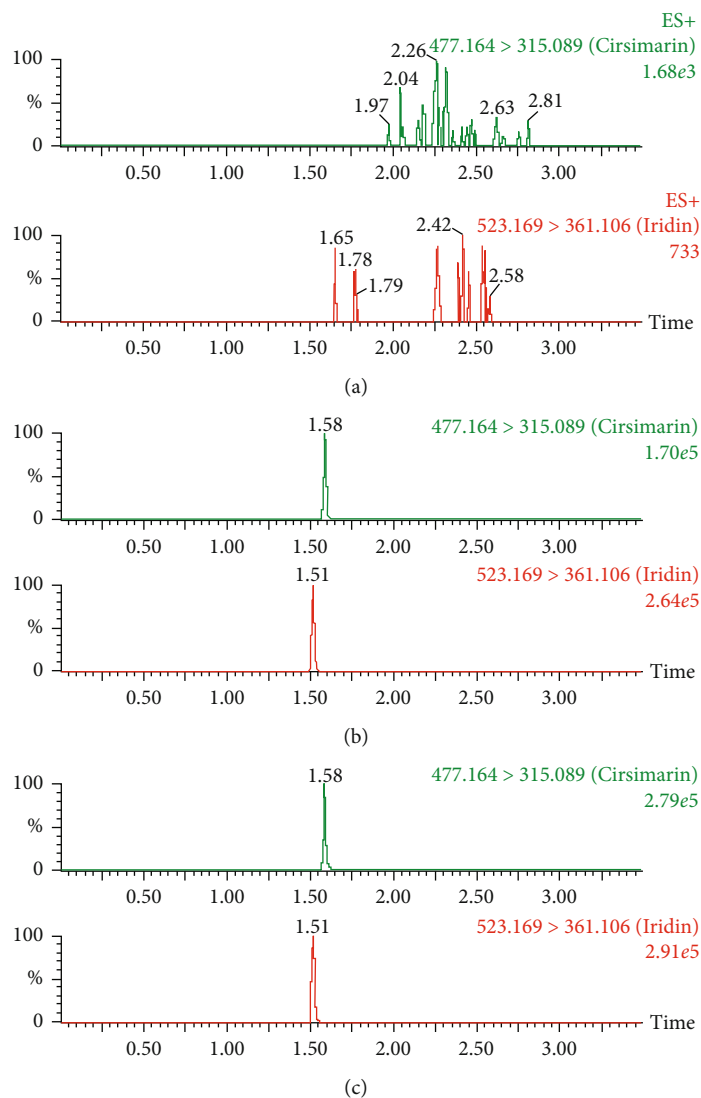 ES+
477.164 > 315.089 (Cirsimarin)
1.68e3
100
%
0
1.97
2.04
2.26
2.63
2.81
0.50 1.00 1.50 2.00 2.50 3.00
ES+
523.169 > 361.106 (Iridin)
733
100
%
0
1.65
1.78
1.79
2.42
2.58
Time
0.50 1.00 1.50 2.00 2.50 3.00
(a)
477.164 > 315.089 (Cirsimarin)
1.70e5
100
%
0
1.58
0.50 1.00 1.50 2.00 2.50 3.00
523.169 > 361.106 (Iridin)
2.64e5
100
%
0
1.51
Time
0.50 1.00 1.50 2.00 2.50 3.00
(b)
477.164 > 315.089 (Cirsimarin)
2.79e5
100
%
0
1.58
0.50 1.00 1.50 2.00 2.50 3.00
523.169 > 361.106 (Iridin)
2.91e5
100
%
0
1.51
Time
0.50 1.00 1.50 2.00 2.50 3.00
(c)